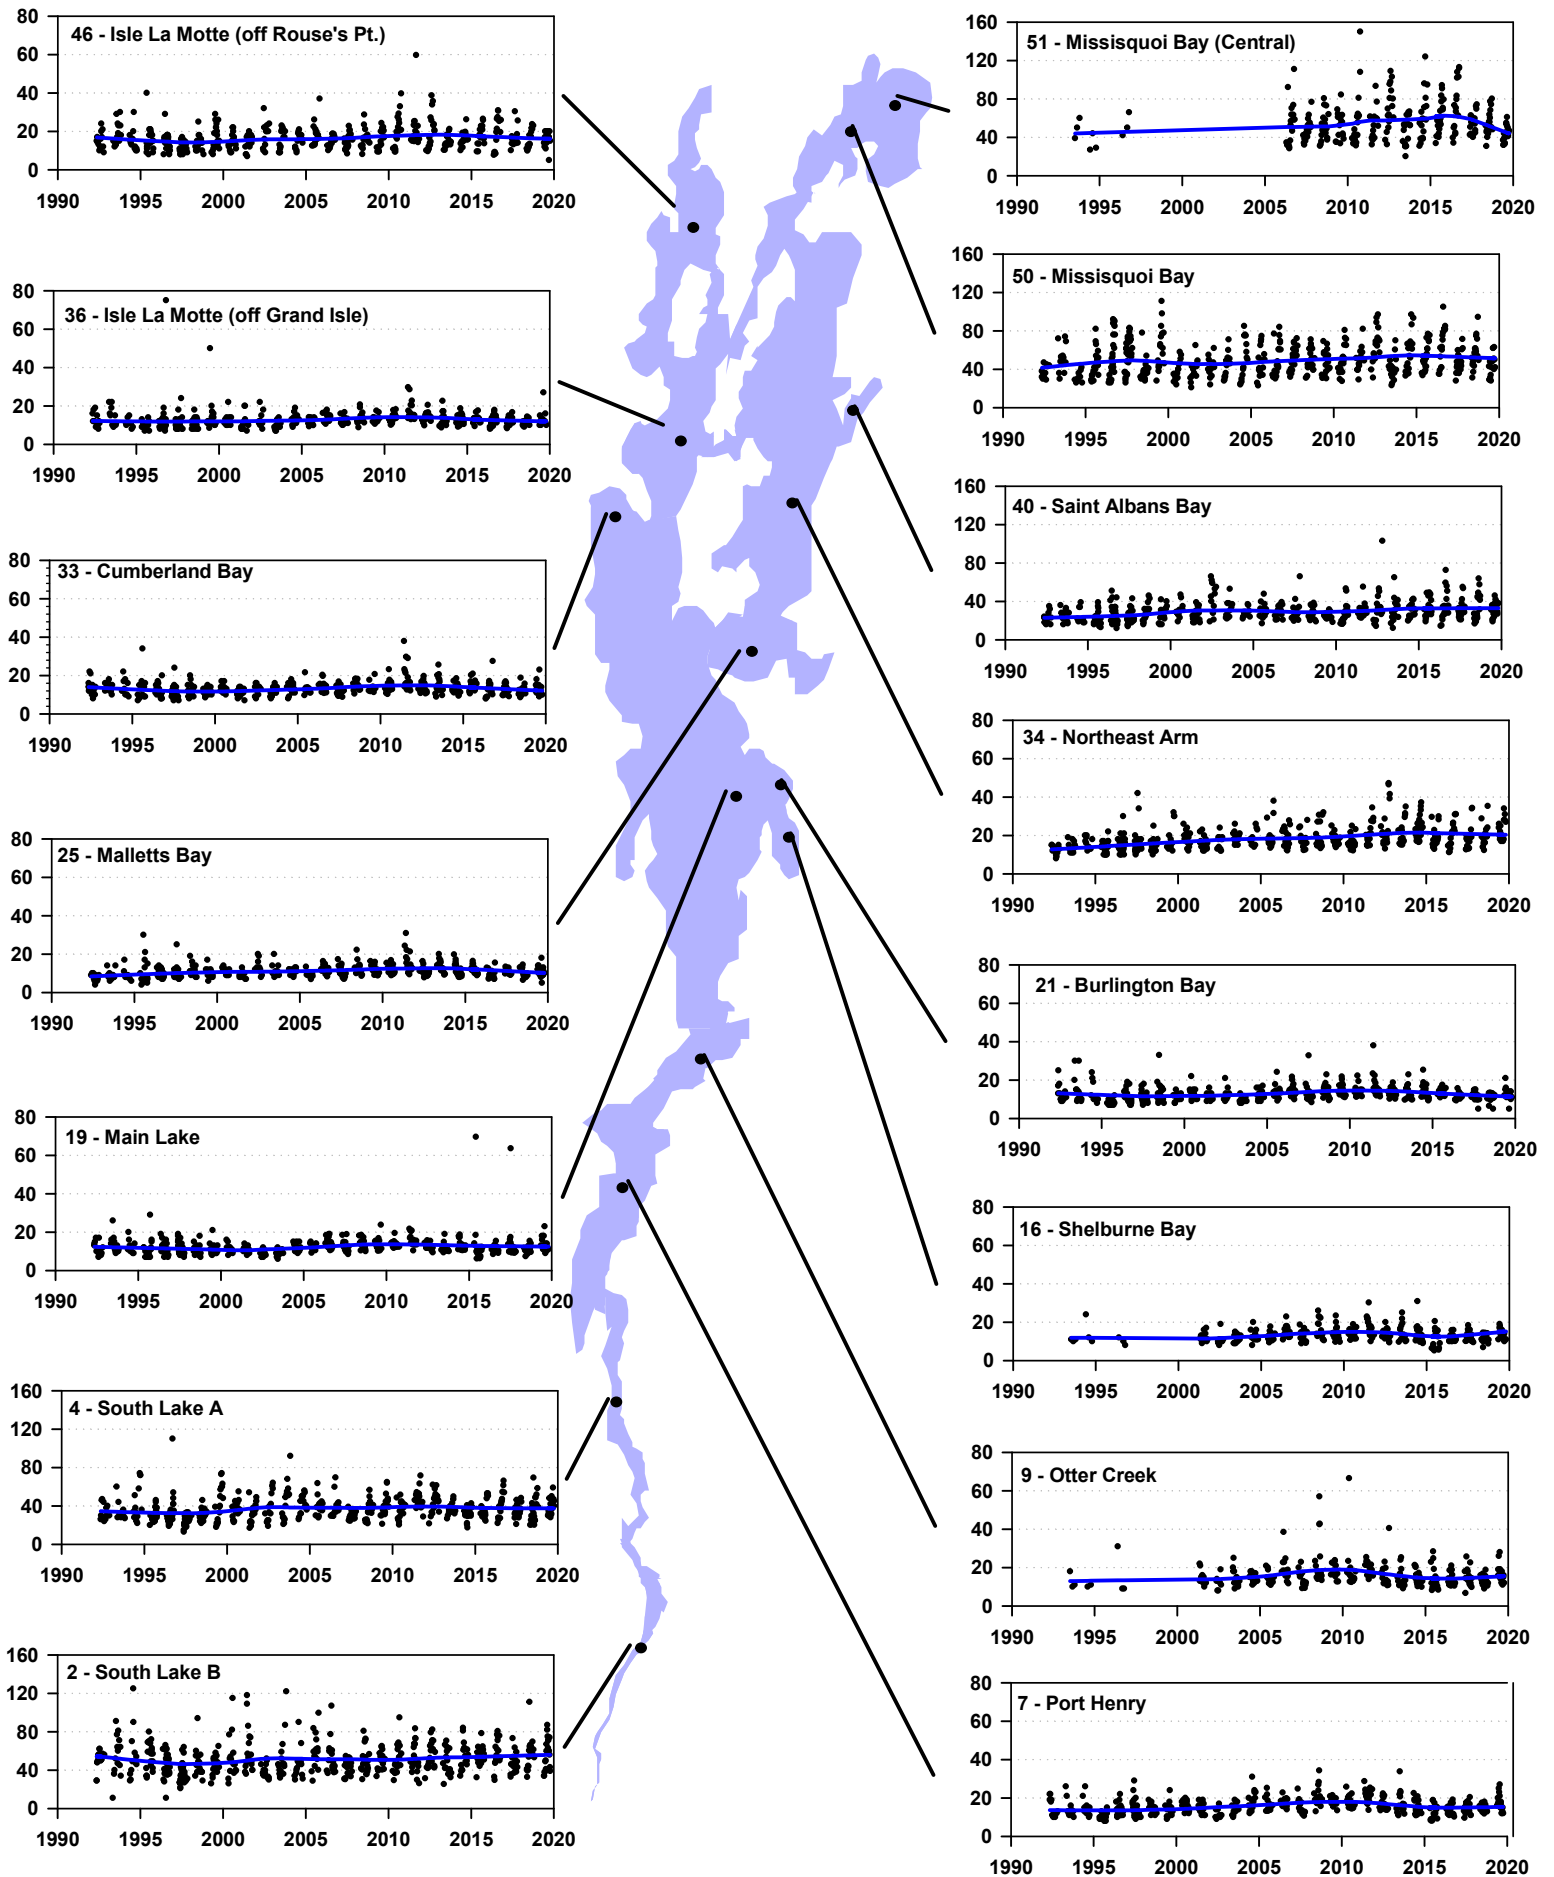 80
46 - Isle La Motte (off Rouse's Pt.)
60
40
20
0
1990 1995 2000 2005 2010 2015 2020
80
36 - Isle La Motte (off Grand Isle)
60
40
20
0
1990 1995 2000 2005 2010 2015 2020
80
33 - Cumberland Bay
60
40
20
0
1990 1995 2000 2005 2010 2015 2020
80
25 - Malletts Bay
60
40
20
0
1990 1995 2000 2005 2010 2015 2020
80
19 - Main Lake
60
40
20
0
1990 1995 2000 2005 2010 2015 2020
160
4 - South Lake A
120
80
40
0
1990 1995 2000 2005 2010 2015 2020
160
2 - South Lake B
120
80
40
0
1990 1995 2000 2005 2010 2015 2020
160
51 - Missisquoi Bay (Central)
120
80
40
0
1990 1995 2000 2005 2010 2015 2020
160
50 - Missisquoi Bay
120
80
40
0
1990 1995 2000 2005 2010 2015 2020
160
40 - Saint Albans Bay
120
80
40
0
1990 1995 2000 2005 2010 2015 2020
80
34 - Northeast Arm
60
40
20
0
1990 1995 2000 2005 2010 2015 2020
80
21 - Burlington Bay
60
40
20
0
1990 1995 2000 2005 2010 2015 2020
80
16 - Shelburne Bay
60
40
20
0
1990 1995 2000 2005 2010 2015 2020
80
9 - Otter Creek
60
40
20
0
1990 1995 2000 2005 2010 2015 2020
80
7 - Port Henry
60
40
20
0
1990 1995 2000 2005 2010 2015 2020